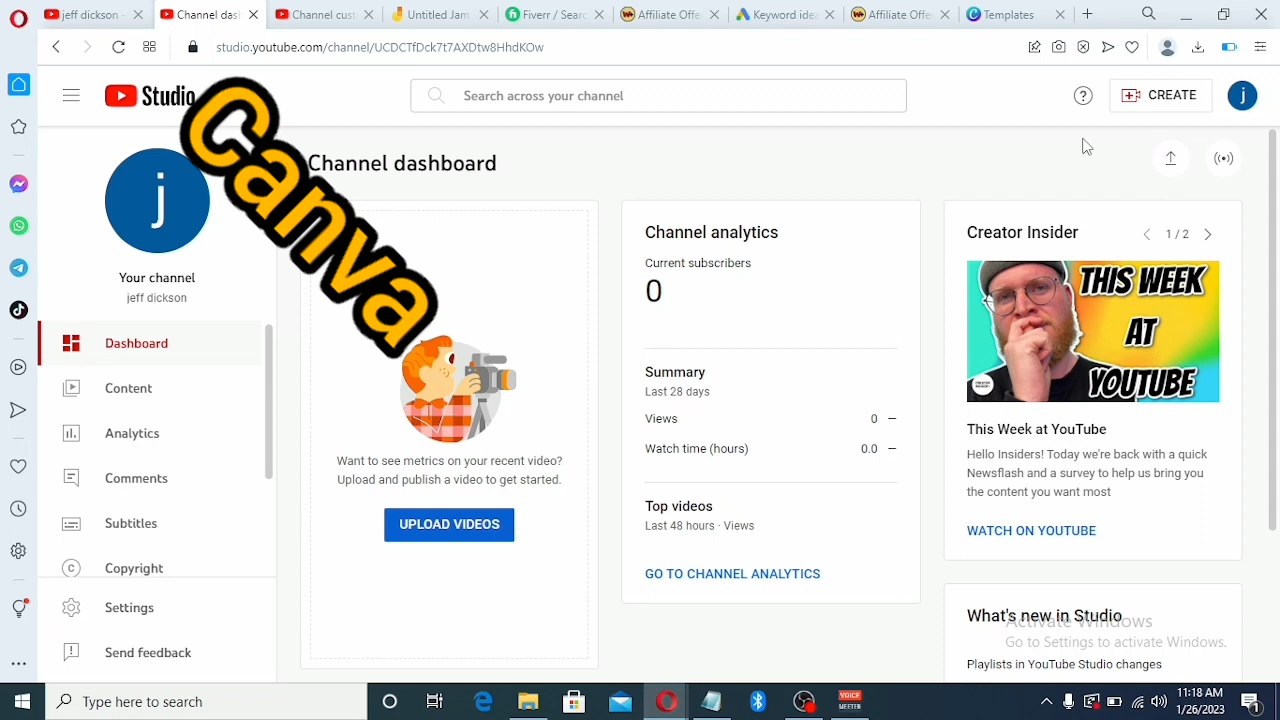 jeff dickson
Channel dash
Channel cust
Untitled Jam
Fiverr / Sear
Affiliate Offe
Keyword idea
Affiliate Offe
Templates
studio.youtube.com/channel/UCDCTfDck7t7AXDtw8HhdKOw
Studio
Search across your channel
CREATE
j
Canva
j
Channel dashboard
Your channel
jeff dickson
Dashboard
Content
Analytics
Comments
Subtitles
Copyright
Settings
Send feedback
Want to see metrics on your recent video?
Upload and publish a video to get started.
UPLOAD VIDEOS
Channel analytics
Current subscribers
0
Summary
Last 28 days
Views 0 —
Watch time (hours) 0.0 —
Top videos
Last 48 hours · Views
GO TO CHANNEL ANALYTICS
Creator Insider
1 / 2
THIS WEEK
AT
YOUTUBE
This Week at YouTube
Hello Insiders! Today we're back with a quick
Newsflash and a survey to help us bring you
the content you want most
WATCH ON YOUTUBE
What's new in Studio
Playlists in YouTube Studio changes
Activate Windows
Go to Settings to activate Windows.
Type here to search
VOICE
MEETER
11:18 AM
1/26/2023